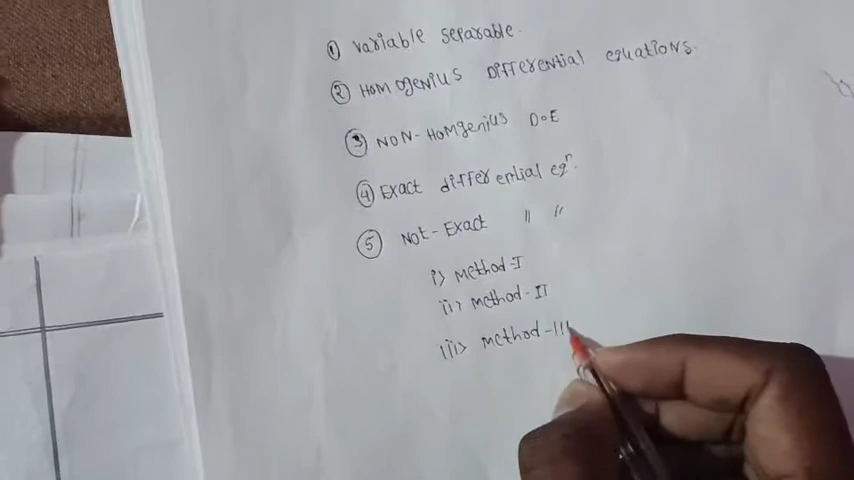 ① variable separable.
② Homogenius Differential equations.
③ NON-Homgenius D.E
④ Exact differential eqⁿ.
⑤ Not-Exact " "
i> method-I
ii> method-II
iii> method-III